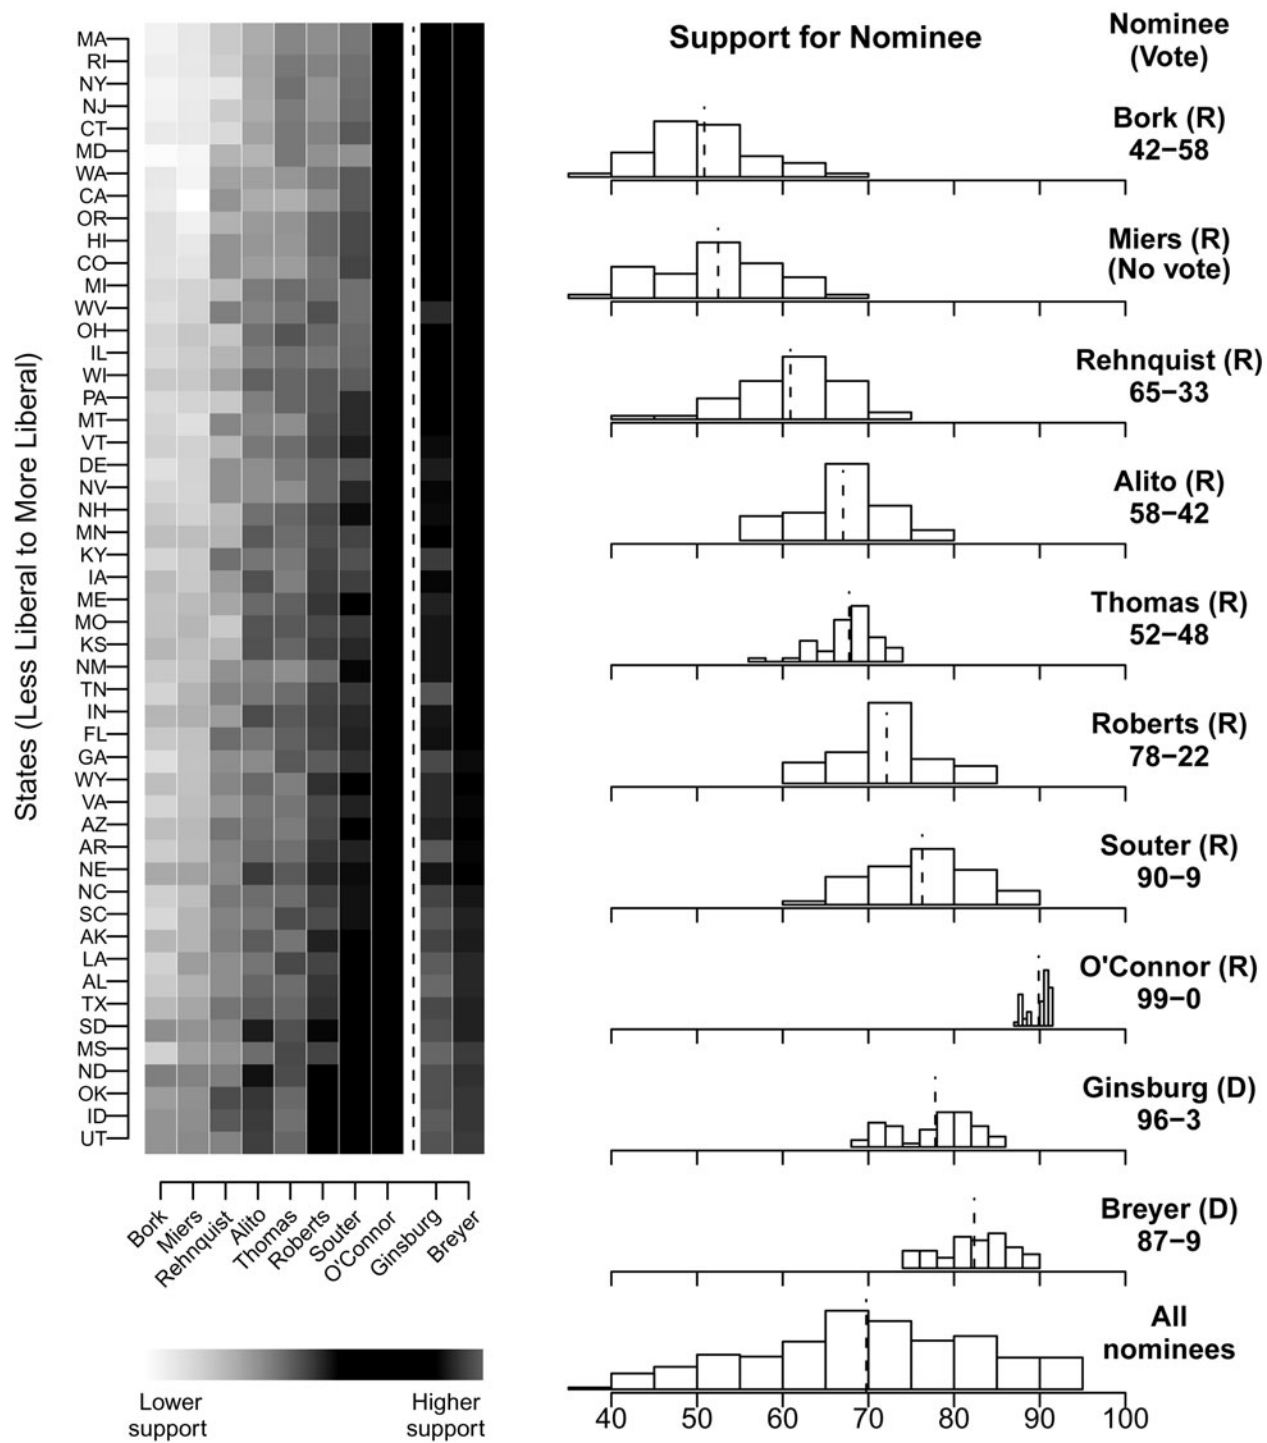 Support for Nominee
Nominee
(Vote)
States (Less Liberal to More Liberal)
MA
RI
NY
NJ
CT
MD
WA
CA
OR
HI
CO
MI
WV
OH
IL
WI
PA
MT
VT
DE
NV
NH
MN
KY
IA
ME
MO
KS
NM
TN
IN
FL
GA
WY
VA
AZ
AR
NE
NC
SC
AK
LA
AL
TX
SD
MS
ND
OK
ID
UT
Bork
Miers
Rehnquist
Alito
Thomas
Roberts
Souter
O'Connor
Ginsburg
Breyer
Lower
support
Higher
support
Bork (R)
42−58
Miers (R)
(No vote)
Rehnquist (R)
65−33
Alito (R)
58−42
Thomas (R)
52−48
Roberts (R)
78−22
Souter (R)
90−9
O'Connor (R)
99−0
Ginsburg (D)
96−3
Breyer (D)
87−9
All
nominees
40 50 60 70 80 90 100